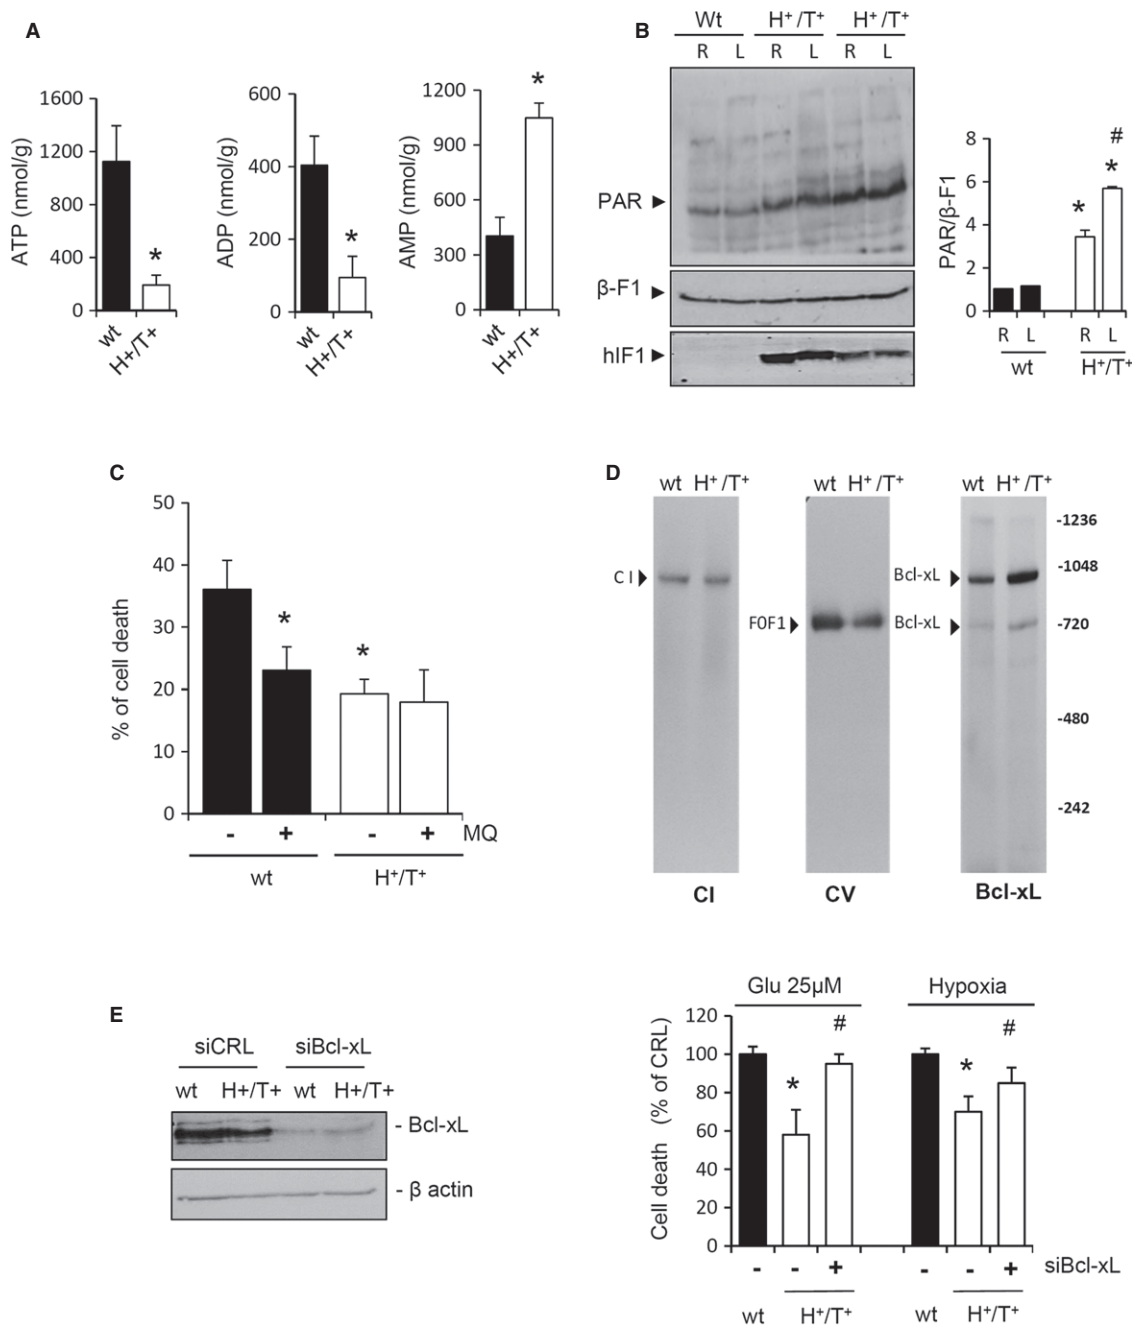 A
ATP (nmol/g)
1600
1200
800
400
0
*
wt
H+/T+
ADP (nmol/g)
600
400
200
0
*
wt
H+/T+
AMP (nmol/g)
1200
900
600
300
0
*
wt
H+/T+
B
Wt H⁺/T⁺ H⁺/T⁺
R L R L R L
PAR
β-F1
hIF1
PAR/β-F1
8
6
4
2
0
#
* *
R L R L
wt H⁺/T⁺
C
% of cell death
50
40
30
20
10
0
* *
- + - + MQ
wt H⁺/T⁺
D
wt H⁺/T⁺ wt H⁺/T⁺ wt H⁺/T⁺
-1236
-1048
C I Bcl-xL
F0F1 Bcl-xL -720
-480
-242
CI CV Bcl-xL
E
siCRL siBcl-xL
wt H+/T+ wt H+/T+
- Bcl-xL
- β actin
Glu 25µM Hypoxia
Cell death (% of CRL)
120
100
80
60
40
20
0
# #
* *
- - + - - + siBcl-xL
wt H⁺/T⁺ wt H⁺/T⁺